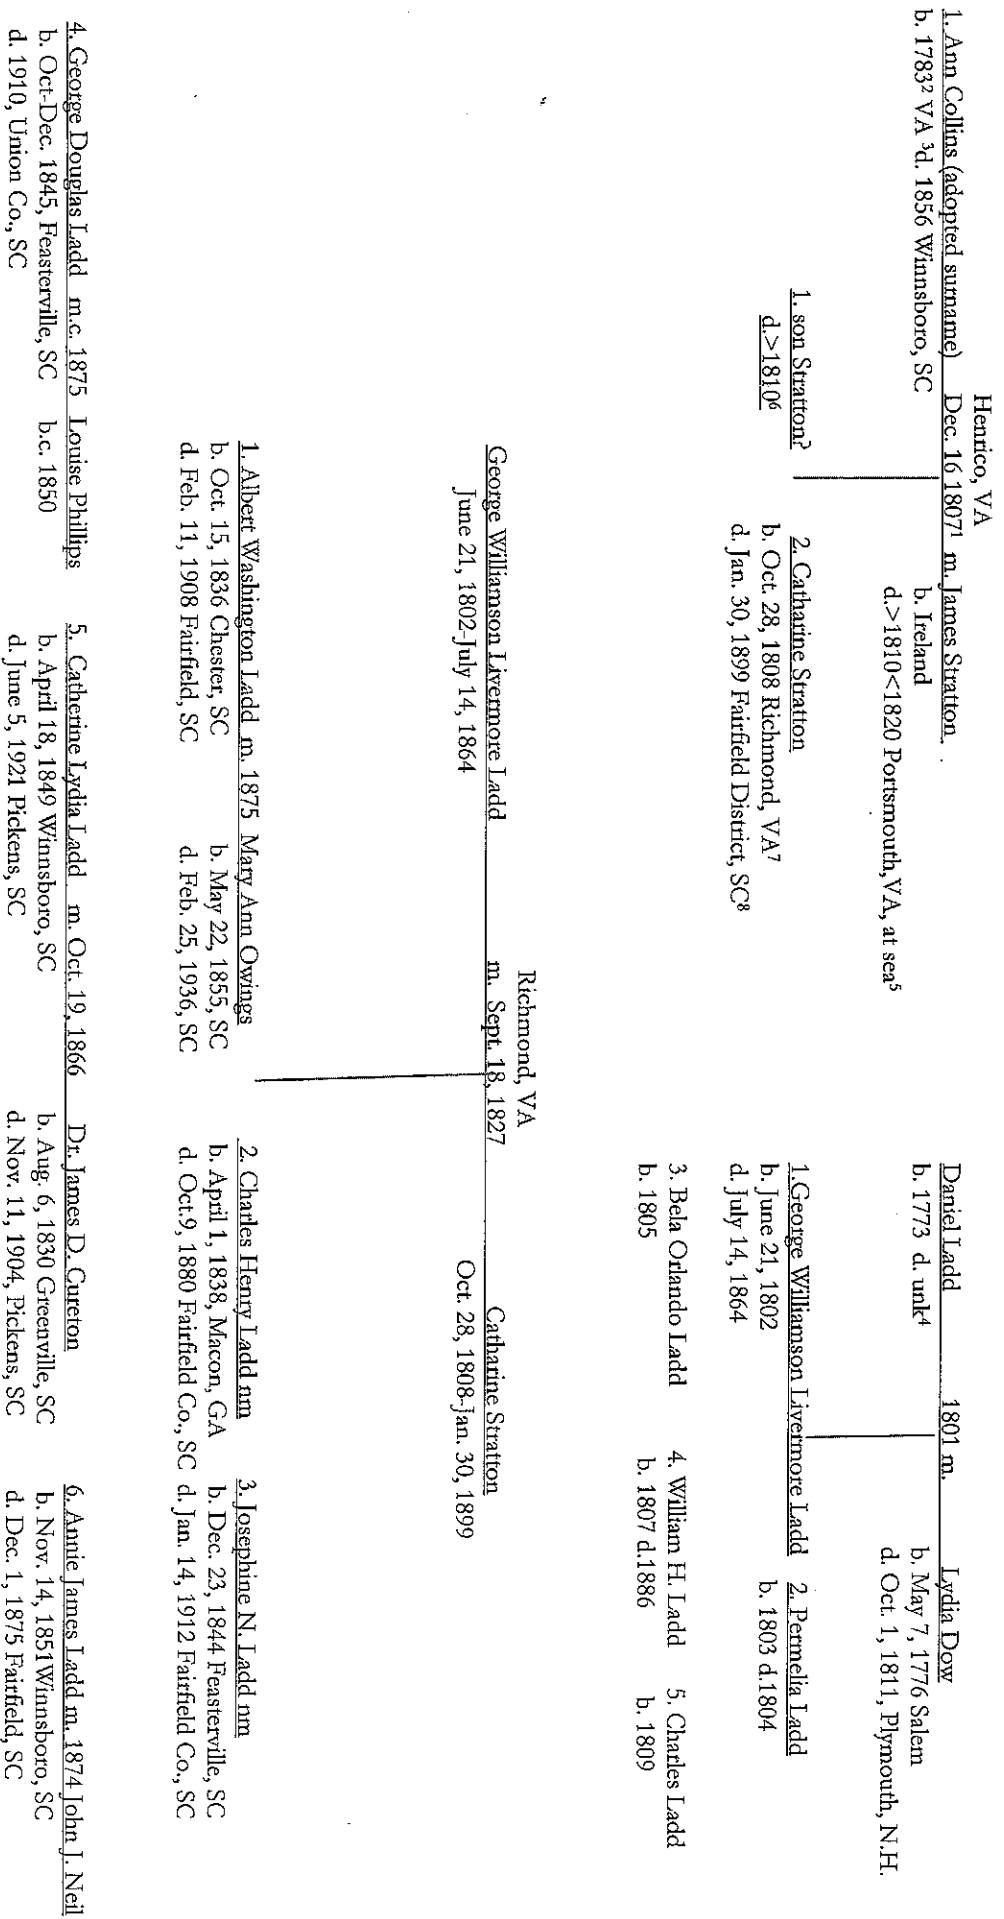 Henrico, VA
1. Ann Collins (adopted surname) Dec. 16 1807¹ m. James Stratton
b. 1783² VA ³d. 1856 Winnsboro, SC
b. Ireland
d.>1810<1820 Portsmouth,VA, at sea⁵
Daniel Ladd 1801 m. Lydia Dow
b. 1773 d. unk⁴
b. May 7, 1776 Salem
d. Oct. 1, 1811, Plymouth, N.H.
1. son Stratton?
d.>1810⁶
2. Catharine Stratton
b. Oct. 28, 1808 Richmond, VA⁷
d. Jan. 30, 1899 Fairfield District, SC⁸
1.George Williamson Livermore Ladd
b. June 21, 1802
d. July 14, 1864
2. Permelia Ladd
b. 1803 d.1804
3. Bela Orlando Ladd
b. 1805
4. William H. Ladd
b. 1807 d.1886
5. Charles Ladd
b. 1809
Richmond, VA
George Williamson Livermore Ladd m. Sept. 18, 1827 Catharine Stratton
June 21, 1802-July 14, 1864
Oct. 28, 1808-Jan. 30, 1899
1. Albert Washington Ladd m. 1875 Mary Ann Owings
b. Oct. 15, 1836 Chester, SC
b. May 22, 1855, SC
d. Feb. 11, 1908 Fairfield, SC
d. Feb. 25, 1936, SC
2. Charles Henry Ladd nm
b. April 1, 1838, Macon, GA
d. Oct.9, 1880 Fairfield Co., SC
3. Josephine N. Ladd nm
b. Dec. 23, 1844 Feasterville, SC
d. Jan. 14, 1912 Fairfield Co., SC
4. George Douglas Ladd m.c. 1875 Louise Phillips
b. Oct-Dec. 1845, Feasterville, SC
b.c. 1850
d. 1910, Union Co., SC
5. Catherine Lydia Ladd m. Oct. 19, 1866 Dr. James D. Cureton
b. April 18, 1849 Winnsboro, SC
b. Aug. 6, 1830 Greenville, SC
d. June 5, 1921 Pickens, SC
d. Nov. 11, 1904, Pickens, SC
6. Annie James Ladd m. 1874 John J. Neil
b. Nov. 14, 1851Winnsboro, SC
d. Dec. 1, 1875 Fairfield, SC